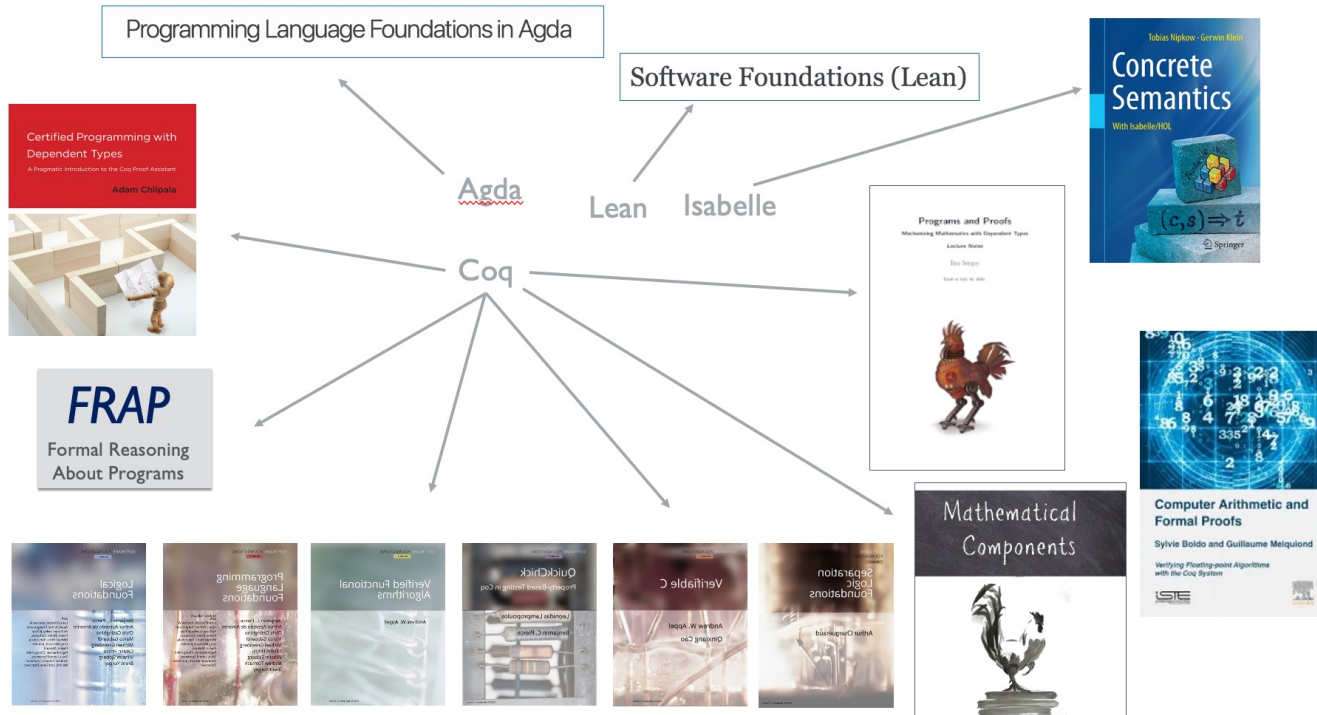 Programming Language Foundations in Agda
Software Foundations (Lean)
Tobias Nipkow · Gerwin Klein
Concrete
Semantics
With Isabelle/HOL
(c,s)⇒t
Springer
Certified Programming with
Dependent Types
A Pragmatic Introduction to the Coq Proof Assistant
Adam Chlipala
Agda
Lean
Isabelle
Coq
Programs and Proofs
Mechanizing Mathematics with Dependent Types
Lecture Notes
Ilya Sergey
FRAP
Formal Reasoning
About Programs
Computer Arithmetic and
Formal Proofs
Sylvie Boldo and Guillaume Melquiond
Verifying Floating-point Algorithms
with the Coq System
iSTE
Mathematical
Components
Logical
Foundations
Programming
Language
Foundations
Verified Functional
Algorithms
Andrew W. Appel
QuickChick
Property-Based Testing in Coq
Leonidas Lampropoulos
Benjamin C. Pierce
Verifiable C
Andrew W. Appel
Qinxiang Cao
Separation
Logic
Foundations
Arthur Charguéraud